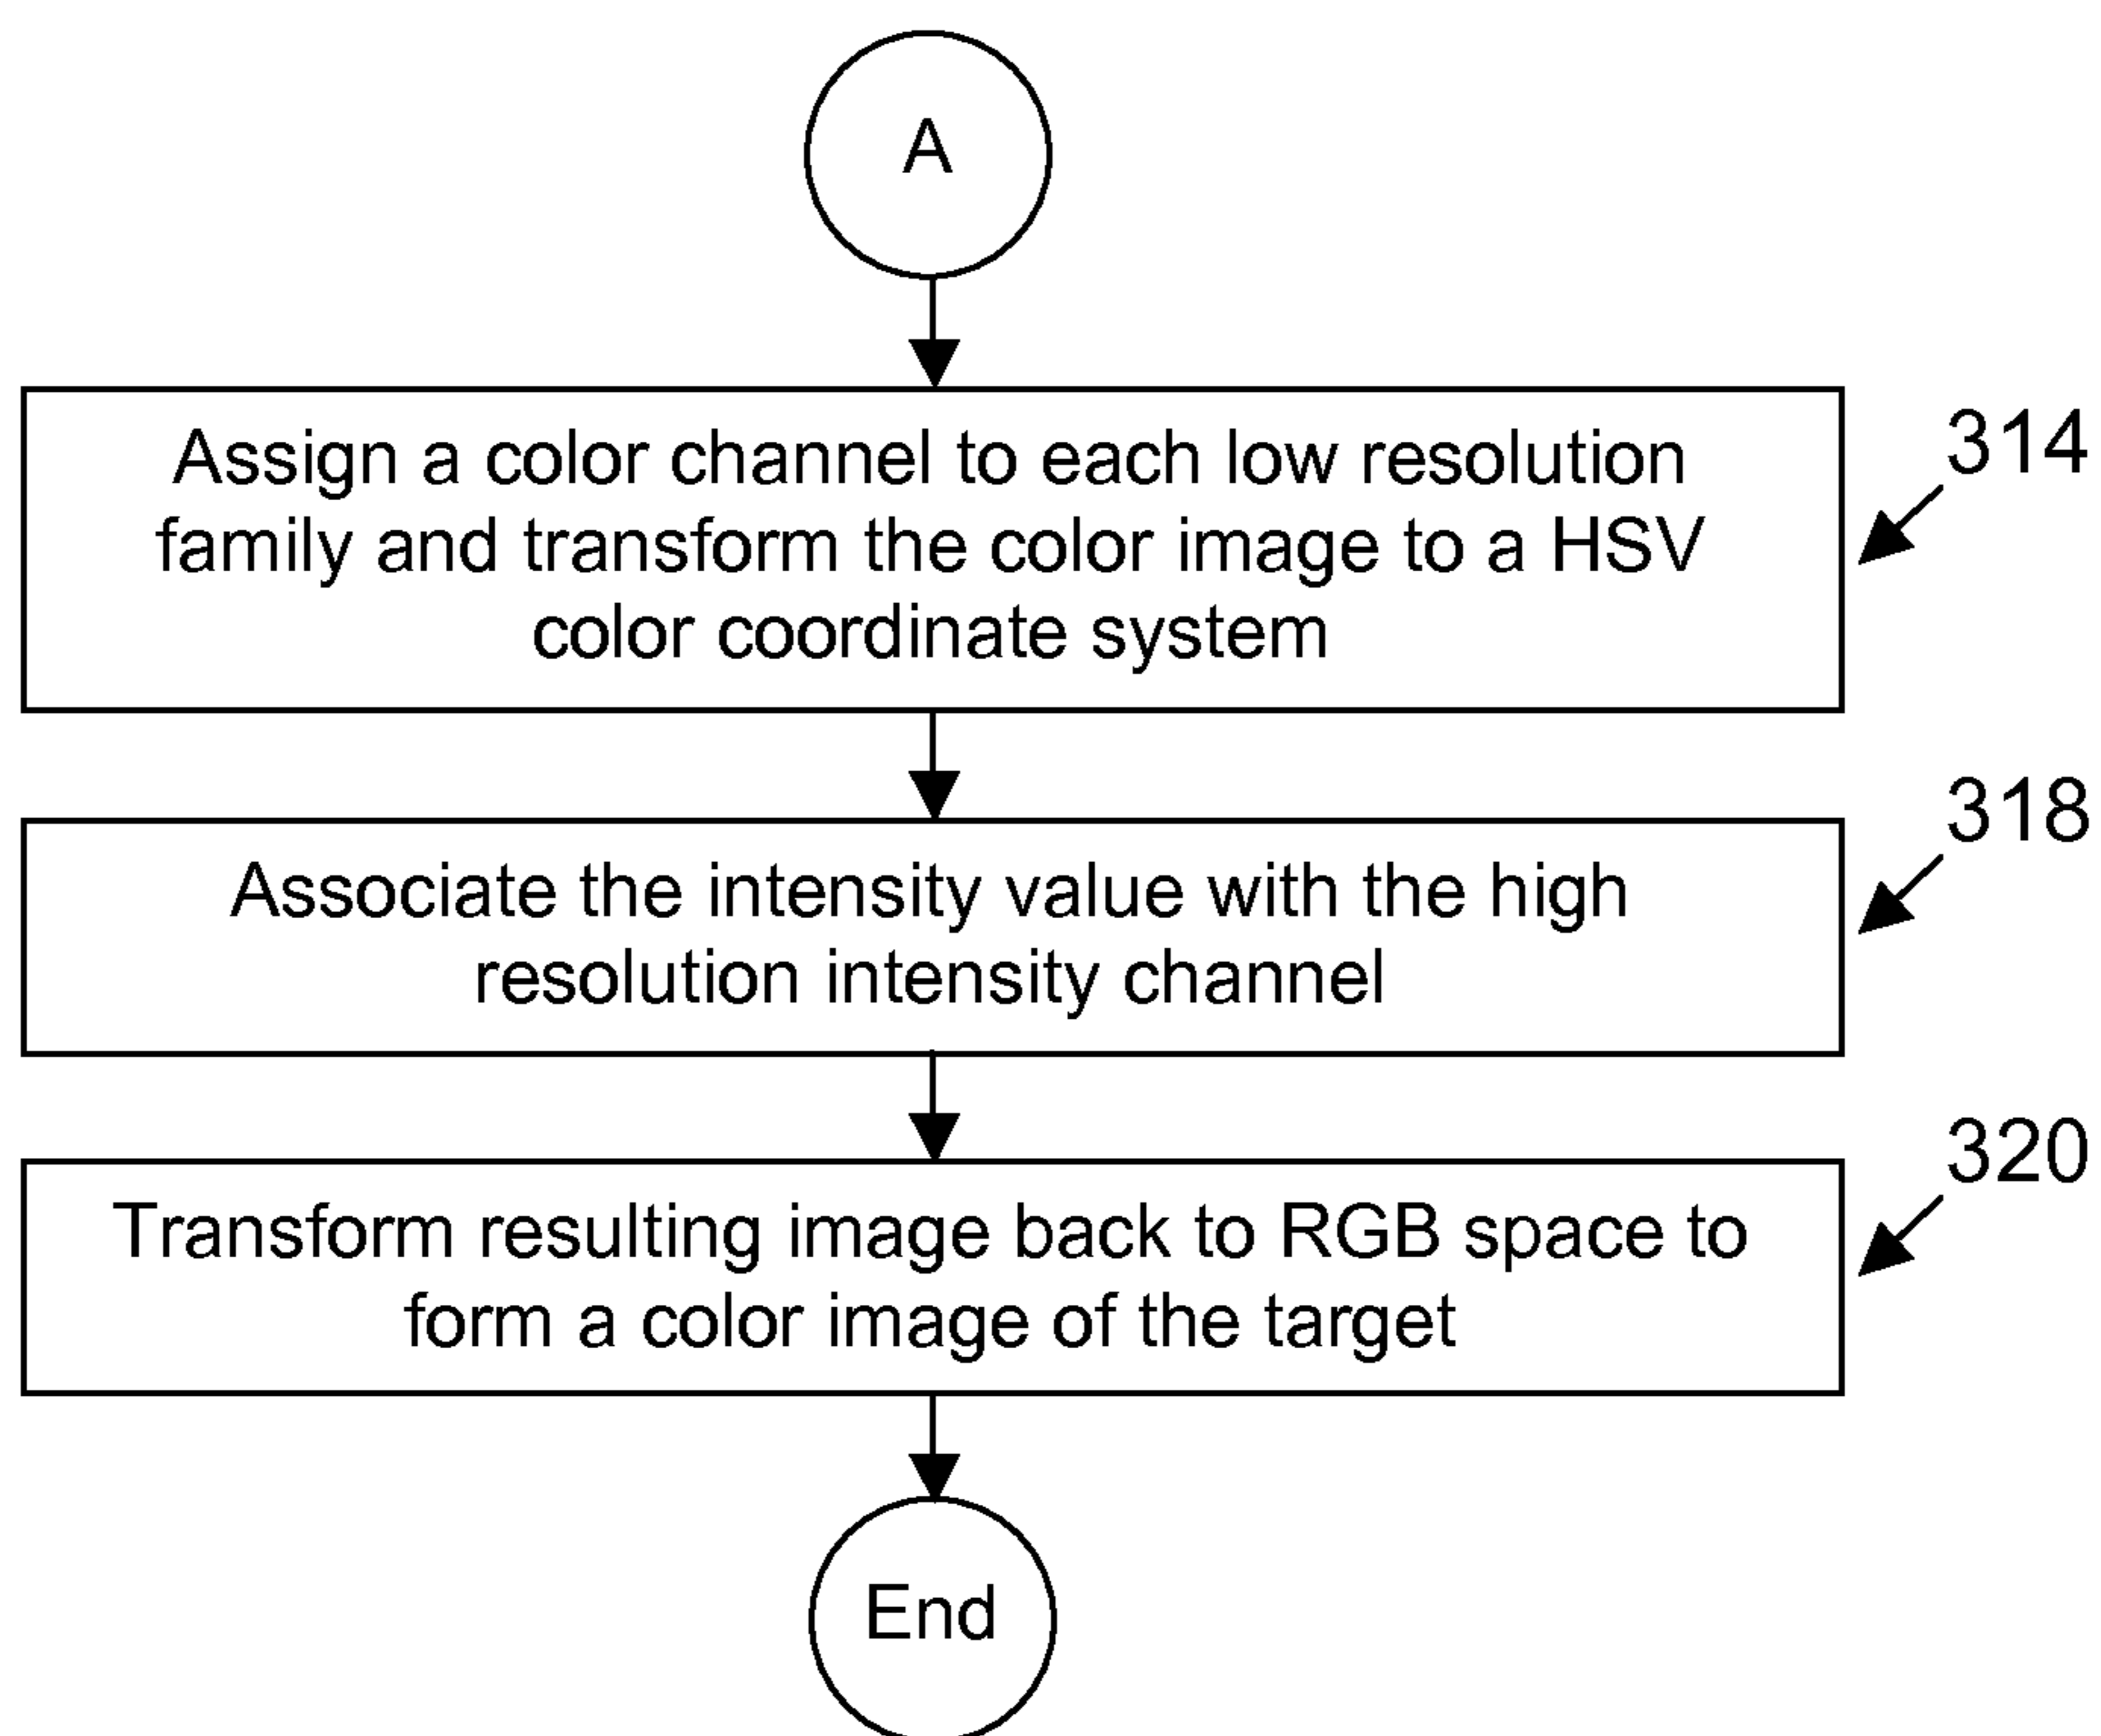 A
Assign a color channel to each low resolution
family and transform the color image to a HSV
color coordinate system
314
Associate the intensity value with the high
resolution intensity channel
318
Transform resulting image back to RGB space to
form a color image of the target
320
End